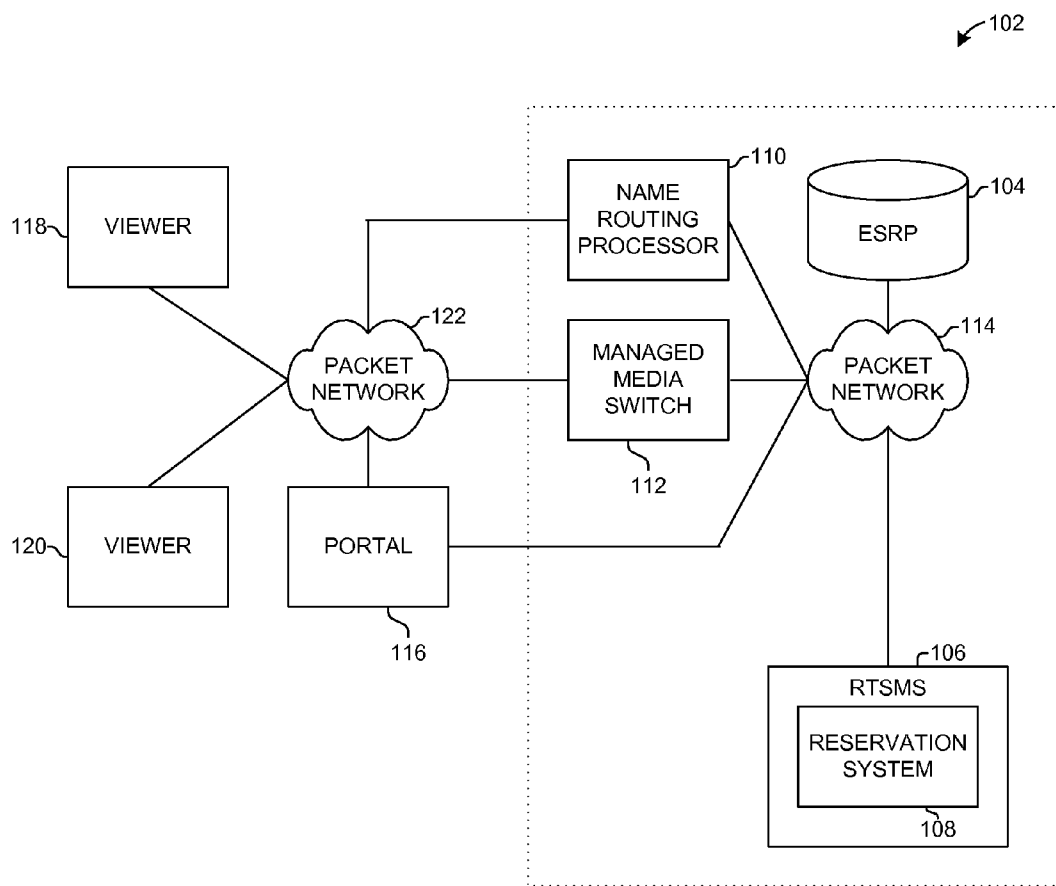 102
110
NAME
ROUTING
PROCESSOR
104
ESRP
118
VIEWER
122
PACKET
NETWORK
MANAGED
MEDIA
SWITCH
112
114
PACKET
NETWORK
120
VIEWER
PORTAL
116
106
RTSMS
RESERVATION
SYSTEM
108